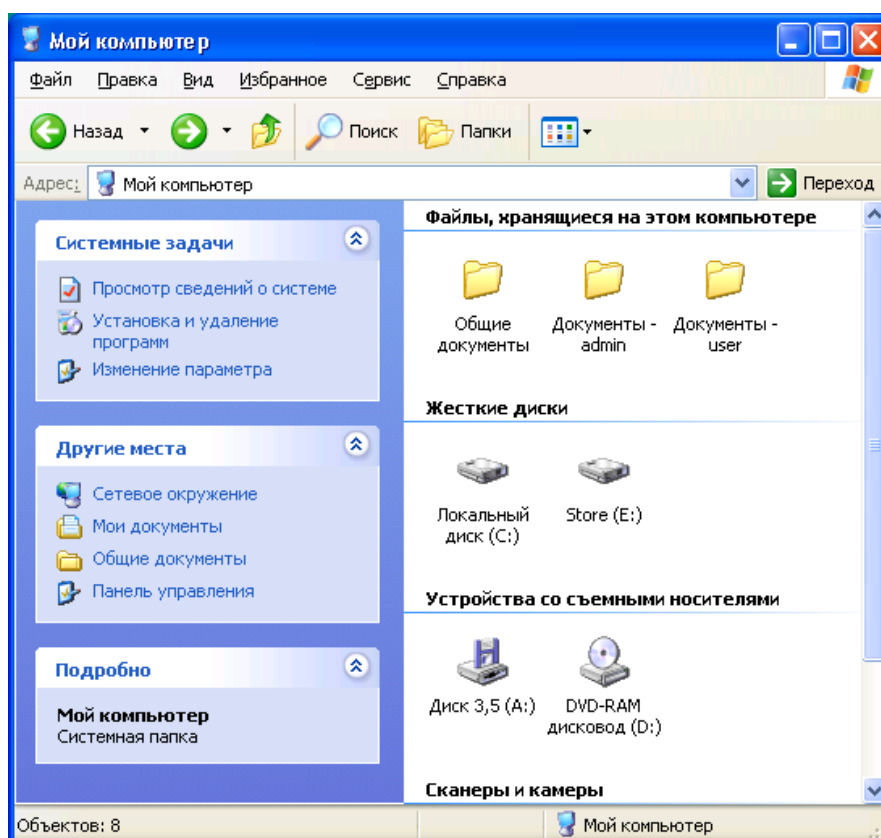 Мой компьютер
Файл Правка Вид Избранное Сервис Справка
Назад Поиск Папки
Адрес: Мой компьютер Переход
Системные задачи
Просмотр сведений о системе
Установка и удаление
программ
Изменение параметра
Другие места
Сетевое окружение
Мои документы
Общие документы
Панель управления
Подробно
Мой компьютер
Системная папка
Файлы, хранящиеся на этом компьютере
Общие
документы
Документы -
admin
Документы -
user
Жесткие диски
Локальный
диск (C:)
Store (E:)
Устройства со съемными носителями
Диск 3,5 (A:)
DVD-RAM
дисковод (D:)
Сканеры и камеры
Объектов: 8
Мой компьютер